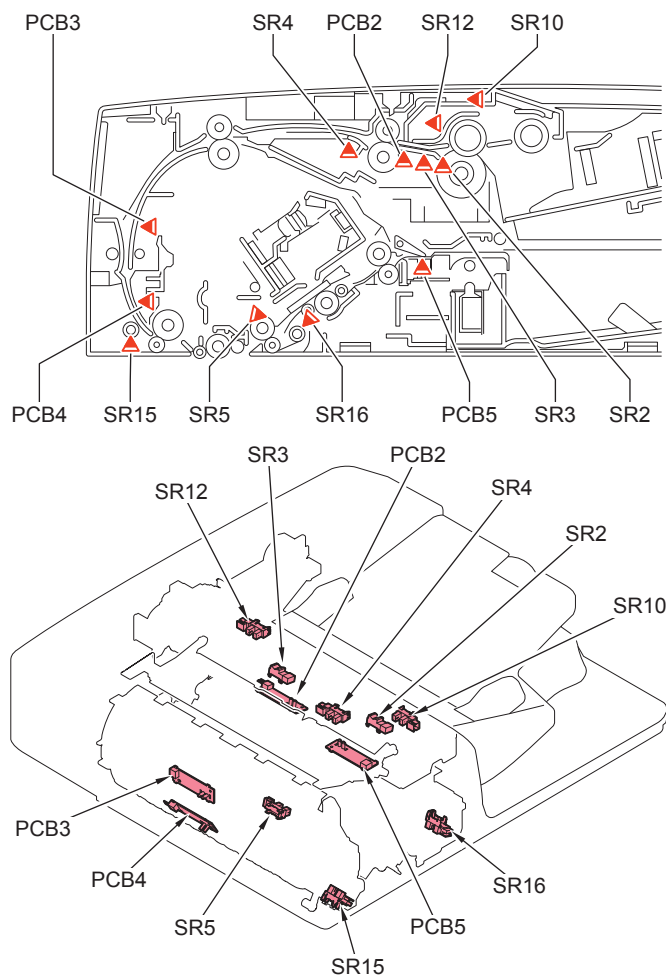 PCB3 SR4 PCB2 SR12 SR10
PCB4 SR15 SR5 SR16 PCB5 SR3 SR2
SR3 PCB2
SR12 SR4
SR2
SR10
PCB3
PCB4 SR16
SR5 PCB5
SR15